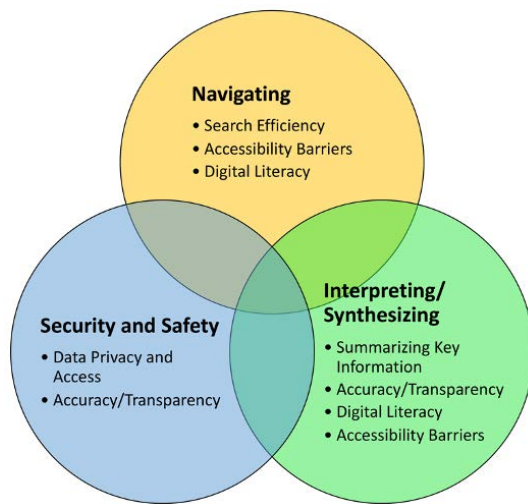 Navigating
• Search Efficiency
• Accessibility Barriers
• Digital Literacy
Security and Safety
• Data Privacy and
Access
• Accuracy/Transparency
Interpreting/
Synthesizing
• Summarizing Key
Information
• Accuracy/Transparency
• Digital Literacy
• Accessibility Barriers